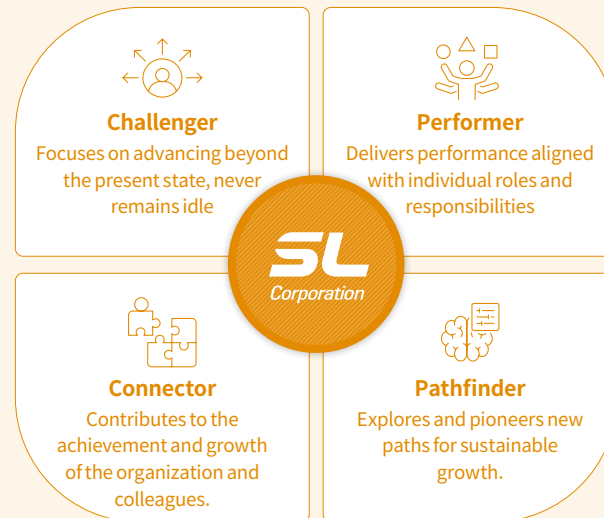 Challenger
Focuses on advancing beyond
the present state, never
remains idle
Performer
Delivers performance aligned
with individual roles and
responsibilities
SL
Corporation
Connector
Contributes to the
achievement and growth
of the organization and
colleagues.
Pathfinder
Explores and pioneers new
paths for sustainable
growth.